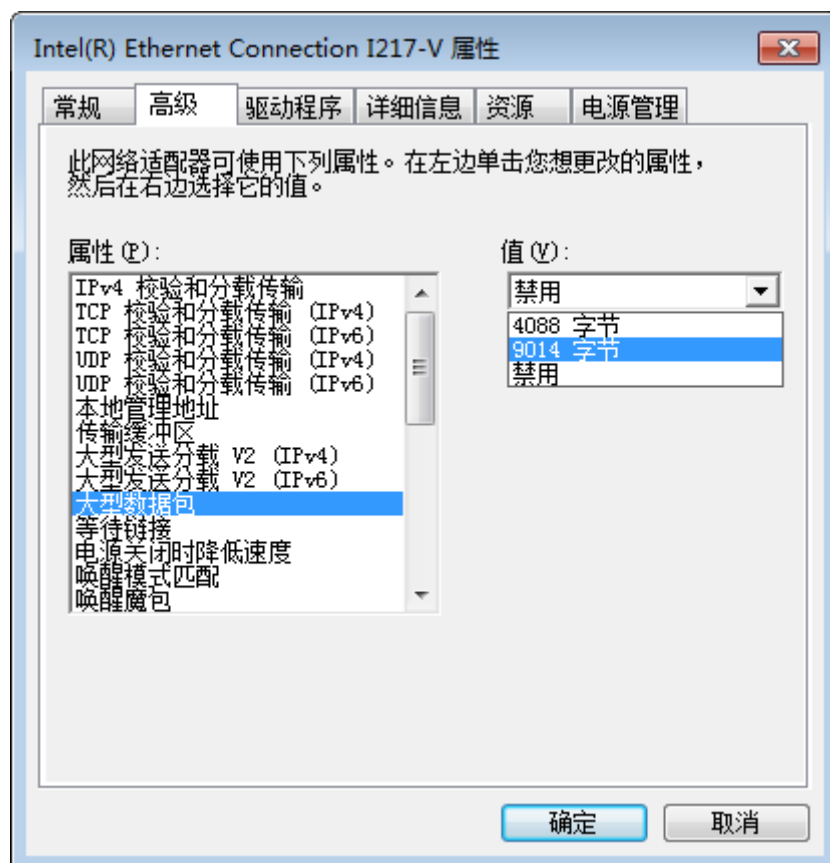 Intel(R) Ethernet Connection I217-V 属性
常规 高级 驱动程序 详细信息 资源 电源管理
此网络适配器可使用下列属性。在左边单击您想更改的属性，
然后在右边选择它的值。
属性(P):
IPv4 校验和分载传输
TCP 校验和分载传输 (IPv4)
TCP 校验和分载传输 (IPv6)
UDP 校验和分载传输 (IPv4)
UDP 校验和分载传输 (IPv6)
本地管理地址
传输缓冲区
大型发送分载 V2 (IPv4)
大型发送分载 V2 (IPv6)
大型数据包
等待链接
电源关闭时降低速度
唤醒模式匹配
唤醒魔包
值(V):
禁用
4088 字节
9014 字节
禁用
确定
取消